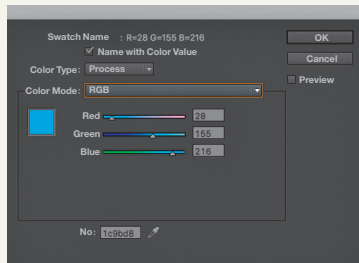 Swatch Name : R=28 G=155 B=216
Name with Color Value
Color Type: Process
Color Mode: RGB
Red 28
Green 155
Blue 216
No: 1c9bd8
OK
Cancel
Preview